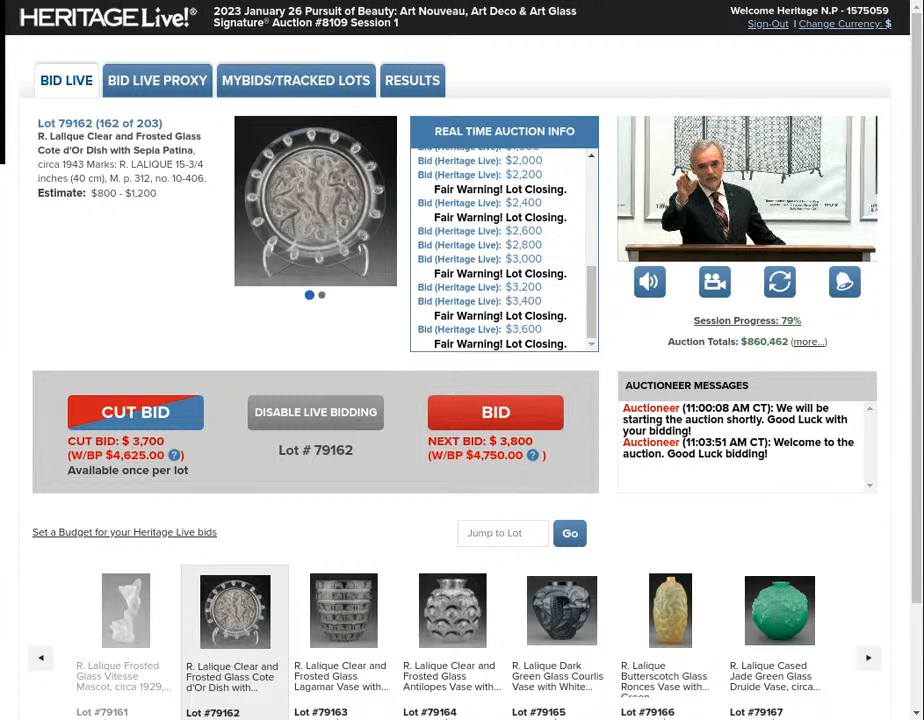 HERITAGE Live!®
2023 January 26 Pursuit of Beauty: Art Nouveau, Art Deco & Art Glass
Signature® Auction #8109 Session 1
Welcome Heritage N.P - 1575059
Sign-Out | Change Currency: $
BID LIVE
BID LIVE PROXY
MYBIDS/TRACKED LOTS
RESULTS
Lot 79162 (162 of 203)
R. Lalique Clear and Frosted Glass
Cote d'Or Dish with Sepia Patina,
circa 1943 Marks: R. LALIQUE 15-3/4
inches (40 cm), M. p. 312, no. 10-406.
Estimate: $800 - $1,200
REAL TIME AUCTION INFO
Bid (Heritage Live): $2,000
Bid (Heritage Live): $2,200
Fair Warning! Lot Closing.
Bid (Heritage Live): $2,400
Fair Warning! Lot Closing.
Bid (Heritage Live): $2,600
Bid (Heritage Live): $2,800
Bid (Heritage Live): $3,000
Fair Warning! Lot Closing.
Bid (Heritage Live): $3,200
Bid (Heritage Live): $3,400
Fair Warning! Lot Closing.
Bid (Heritage Live): $3,600
Fair Warning! Lot Closing.
Session Progress: 79%
Auction Totals: $860,462 (more...)
CUT BID
CUT BID: $ 3,700
(W/BP $4,625.00 ? )
Available once per lot
DISABLE LIVE BIDDING
Lot # 79162
BID
NEXT BID: $ 3,800
(W/BP $4,750.00 ? )
AUCTIONEER MESSAGES
Auctioneer (11:00:08 AM CT): We will be
starting the auction shortly. Good Luck with
your bidding!
Auctioneer (11:03:51 AM CT): Welcome to the
auction. Good Luck bidding!
Set a Budget for your Heritage Live bids
Jump to Lot
Go
R. Lalique Frosted
Glass Vitesse
Mascot, circa 1929,...
Lot #79161
R. Lalique Clear and
Frosted Glass Cote
d'Or Dish with...
Lot #79162
R. Lalique Clear and
Frosted Glass
Lagamar Vase with...
Lot #79163
R. Lalique Clear and
Frosted Glass
Antilopes Vase with...
Lot #79164
R. Lalique Dark
Green Glass Courlis
Vase with White...
Lot #79165
R. Lalique
Butterscotch Glass
Ronces Vase with...
Lot #79166
R. Lalique Cased
Jade Green Glass
Druide Vase, circa...
Lot #79167